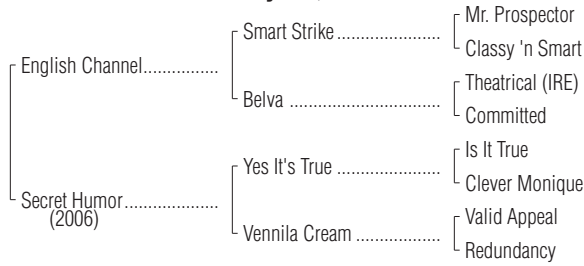 Mr. Prospector
Smart Strike ......................
Classy 'n Smart
English Channel................
Theatrical (IRE)
Belva ................................
Committed
Is It True
Yes It's True ......................
Clever Monique
Secret Humor....................
(2006)
Valid Appeal
Vennila Cream ..................
Redundancy